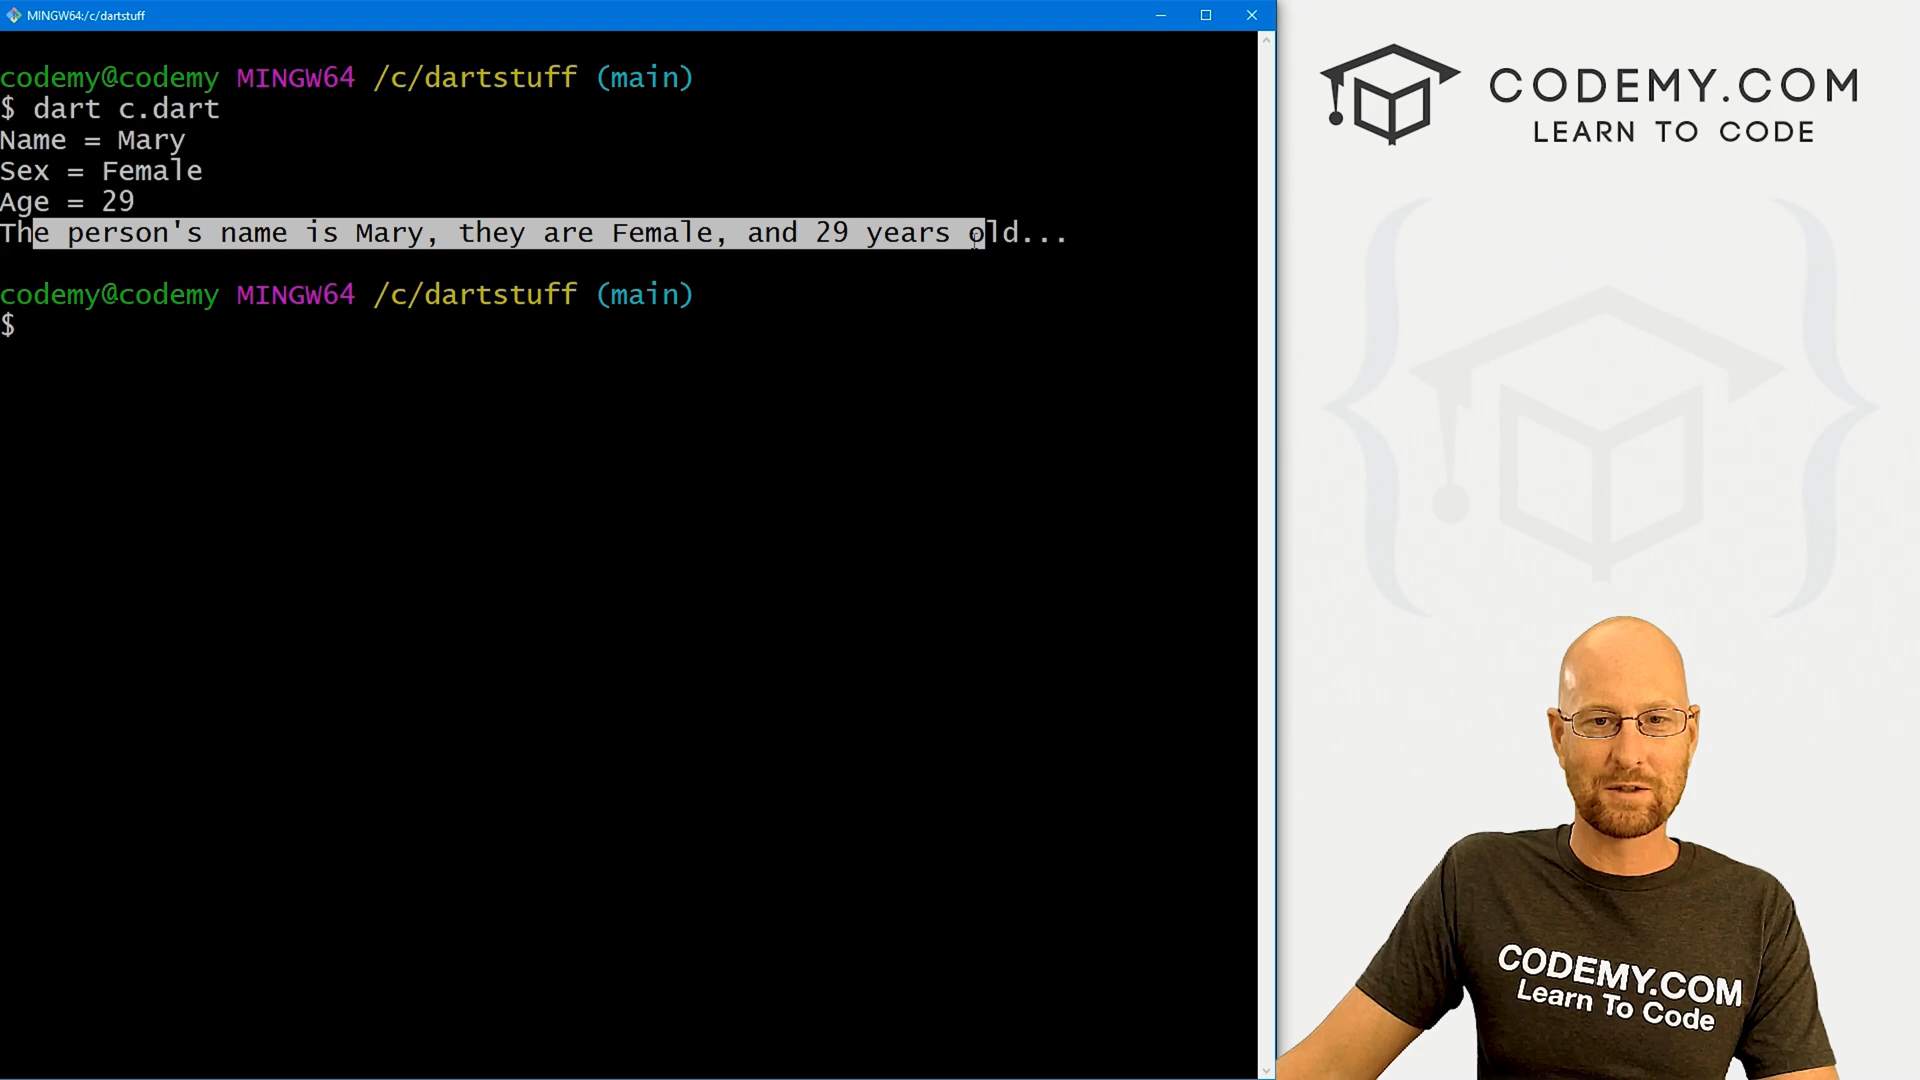 MINGW64:/c/dartstuff
codemy@codemy MINGW64 /c/dartstuff (main)
$ dart c.dart
Name = Mary
Sex = Female
Age = 29
The person's name is Mary, they are Female, and 29 years old...
codemy@codemy MINGW64 /c/dartstuff (main)
$
CODEMY.COM
LEARN TO CODE
CODEMY.COM
Learn To Code